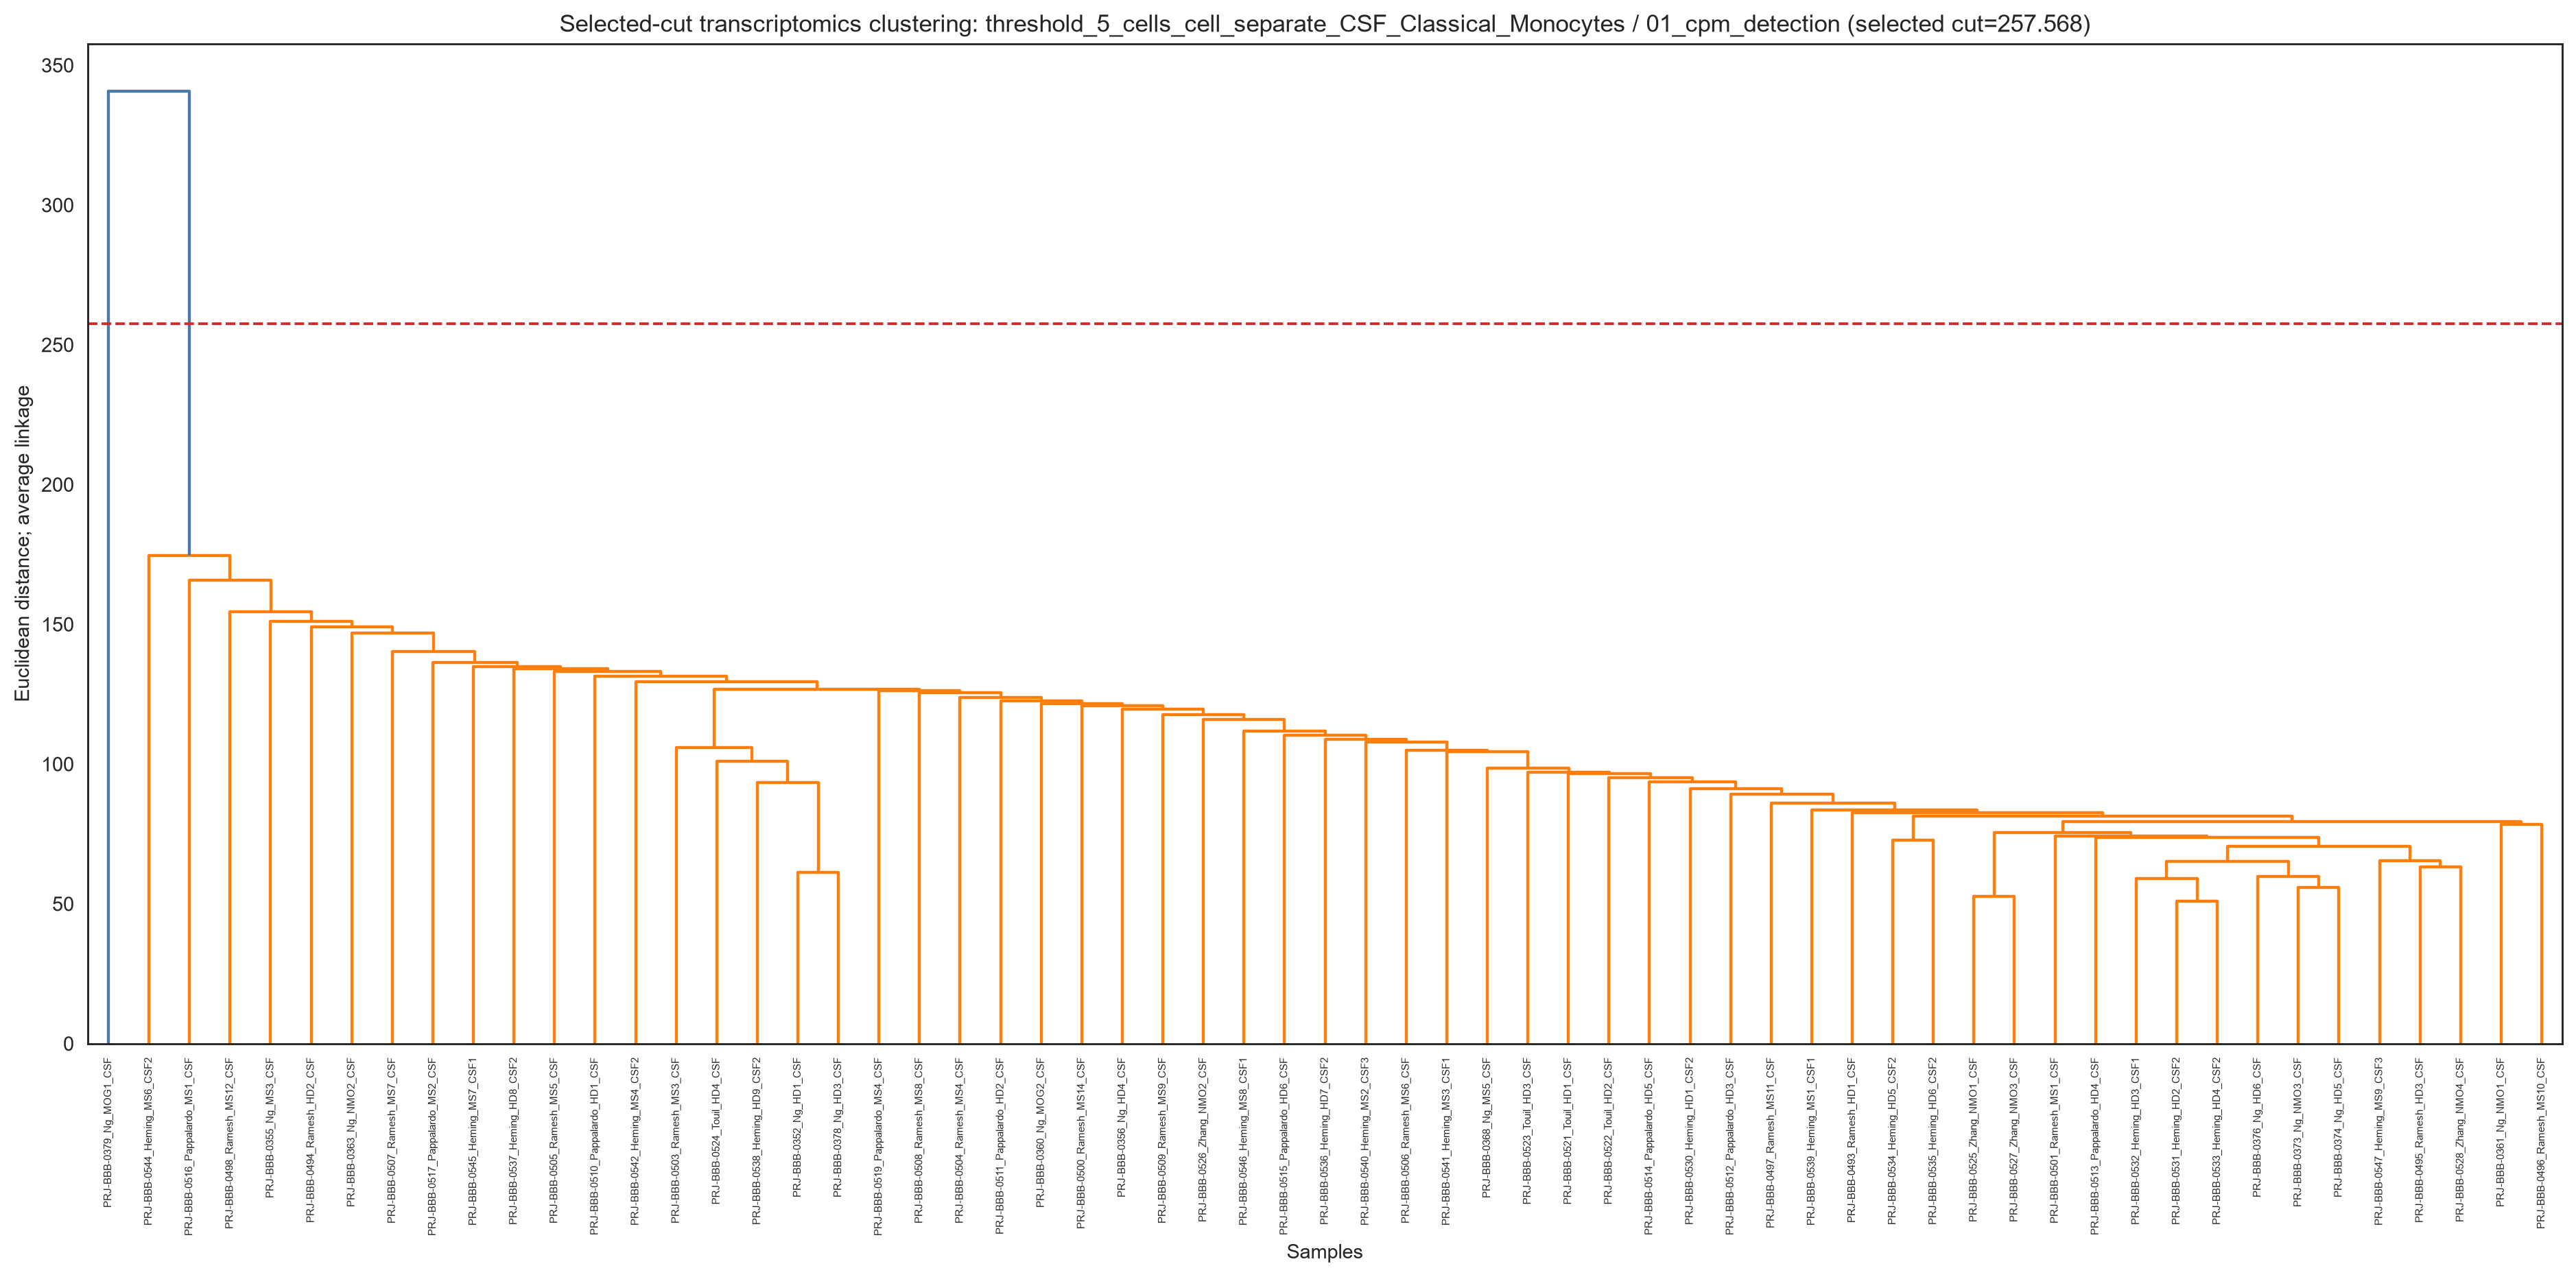 Selected-cut transcriptomics clustering: threshold_5_cells_cell_separate_CSF_Classical_Monocytes / 01_cpm_detection (selected cut=257.568)
Euclidean distance; average linkage
350
300
250
200
150
100
50
0
PRJ-BBB-0379_Ng_MOG1_CSF
PRJ-BBB-0544_Heming_MS6_CSF2
PRJ-BBB-0516_Pappalardo_MS1_CSF
PRJ-BBB-0498_Ramesh_MS12_CSF
PRJ-BBB-0355_Ng_MS3_CSF
PRJ-BBB-0494_Ramesh_HD2_CSF
PRJ-BBB-0363_Ng_NMO2_CSF
PRJ-BBB-0507_Ramesh_MS7_CSF
PRJ-BBB-0517_Pappalardo_MS2_CSF
PRJ-BBB-0545_Heming_MS7_CSF1
PRJ-BBB-0537_Heming_HD8_CSF2
PRJ-BBB-0505_Ramesh_MS5_CSF
PRJ-BBB-0510_Pappalardo_HD1_CSF
PRJ-BBB-0542_Heming_MS4_CSF2
PRJ-BBB-0503_Ramesh_MS3_CSF
PRJ-BBB-0524_Touil_HD4_CSF
PRJ-BBB-0538_Heming_HD9_CSF2
PRJ-BBB-0352_Ng_HD1_CSF
PRJ-BBB-0378_Ng_HD3_CSF
PRJ-BBB-0519_Pappalardo_MS4_CSF
PRJ-BBB-0508_Ramesh_MS8_CSF
PRJ-BBB-0504_Ramesh_MS4_CSF
PRJ-BBB-0511_Pappalardo_HD2_CSF
PRJ-BBB-0360_Ng_MOG2_CSF
PRJ-BBB-0500_Ramesh_MS14_CSF
PRJ-BBB-0356_Ng_HD4_CSF
PRJ-BBB-0509_Ramesh_MS9_CSF
PRJ-BBB-0526_Zhang_NMO2_CSF
PRJ-BBB-0546_Heming_MS8_CSF1
PRJ-BBB-0515_Pappalardo_HD6_CSF
PRJ-BBB-0536_Heming_HD7_CSF2
PRJ-BBB-0540_Heming_MS2_CSF3
PRJ-BBB-0506_Ramesh_MS6_CSF
PRJ-BBB-0541_Heming_MS3_CSF1
PRJ-BBB-0368_Ng_MS5_CSF
PRJ-BBB-0523_Touil_HD3_CSF
PRJ-BBB-0521_Touil_HD1_CSF
PRJ-BBB-0522_Touil_HD2_CSF
PRJ-BBB-0514_Pappalardo_HD5_CSF
PRJ-BBB-0530_Heming_HD1_CSF2
PRJ-BBB-0512_Pappalardo_HD3_CSF
PRJ-BBB-0497_Ramesh_MS11_CSF
PRJ-BBB-0539_Heming_MS1_CSF1
PRJ-BBB-0493_Ramesh_HD1_CSF
PRJ-BBB-0534_Heming_HD5_CSF2
PRJ-BBB-0535_Heming_HD6_CSF2
PRJ-BBB-0525_Zhang_NMO1_CSF
PRJ-BBB-0527_Zhang_NMO3_CSF
PRJ-BBB-0501_Ramesh_MS1_CSF
PRJ-BBB-0513_Pappalardo_HD4_CSF
PRJ-BBB-0532_Heming_HD3_CSF1
PRJ-BBB-0531_Heming_HD2_CSF2
PRJ-BBB-0533_Heming_HD4_CSF2
PRJ-BBB-0376_Ng_HD6_CSF
PRJ-BBB-0373_Ng_NMO3_CSF
PRJ-BBB-0374_Ng_HD5_CSF
PRJ-BBB-0547_Heming_MS9_CSF3
PRJ-BBB-0495_Ramesh_HD3_CSF
PRJ-BBB-0528_Zhang_NMO4_CSF
PRJ-BBB-0361_Ng_NMO1_CSF
PRJ-BBB-0496_Ramesh_MS10_CSF
Samples